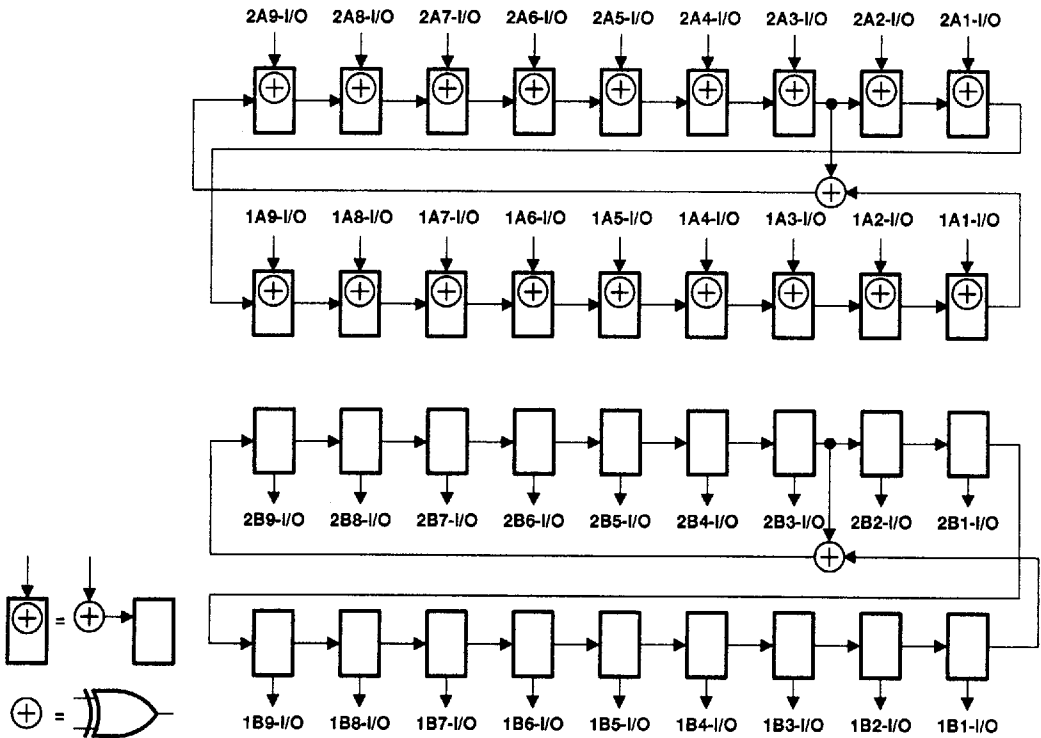 2A9-I/O 2A8-I/O 2A7-I/O 2A6-I/O 2A5-I/O 2A4-I/O 2A3-I/O 2A2-I/O 2A1-I/O
1A9-I/O 1A8-I/O 1A7-I/O 1A6-I/O 1A5-I/O 1A4-I/O 1A3-I/O 1A2-I/O 1A1-I/O
2B9-I/O 2B8-I/O 2B7-I/O 2B6-I/O 2B5-I/O 2B4-I/O 2B3-I/O 2B2-I/O 2B1-I/O
=
=
1B9-I/O 1B8-I/O 1B7-I/O 1B6-I/O 1B5-I/O 1B4-I/O 1B3-I/O 1B2-I/O 1B1-I/O